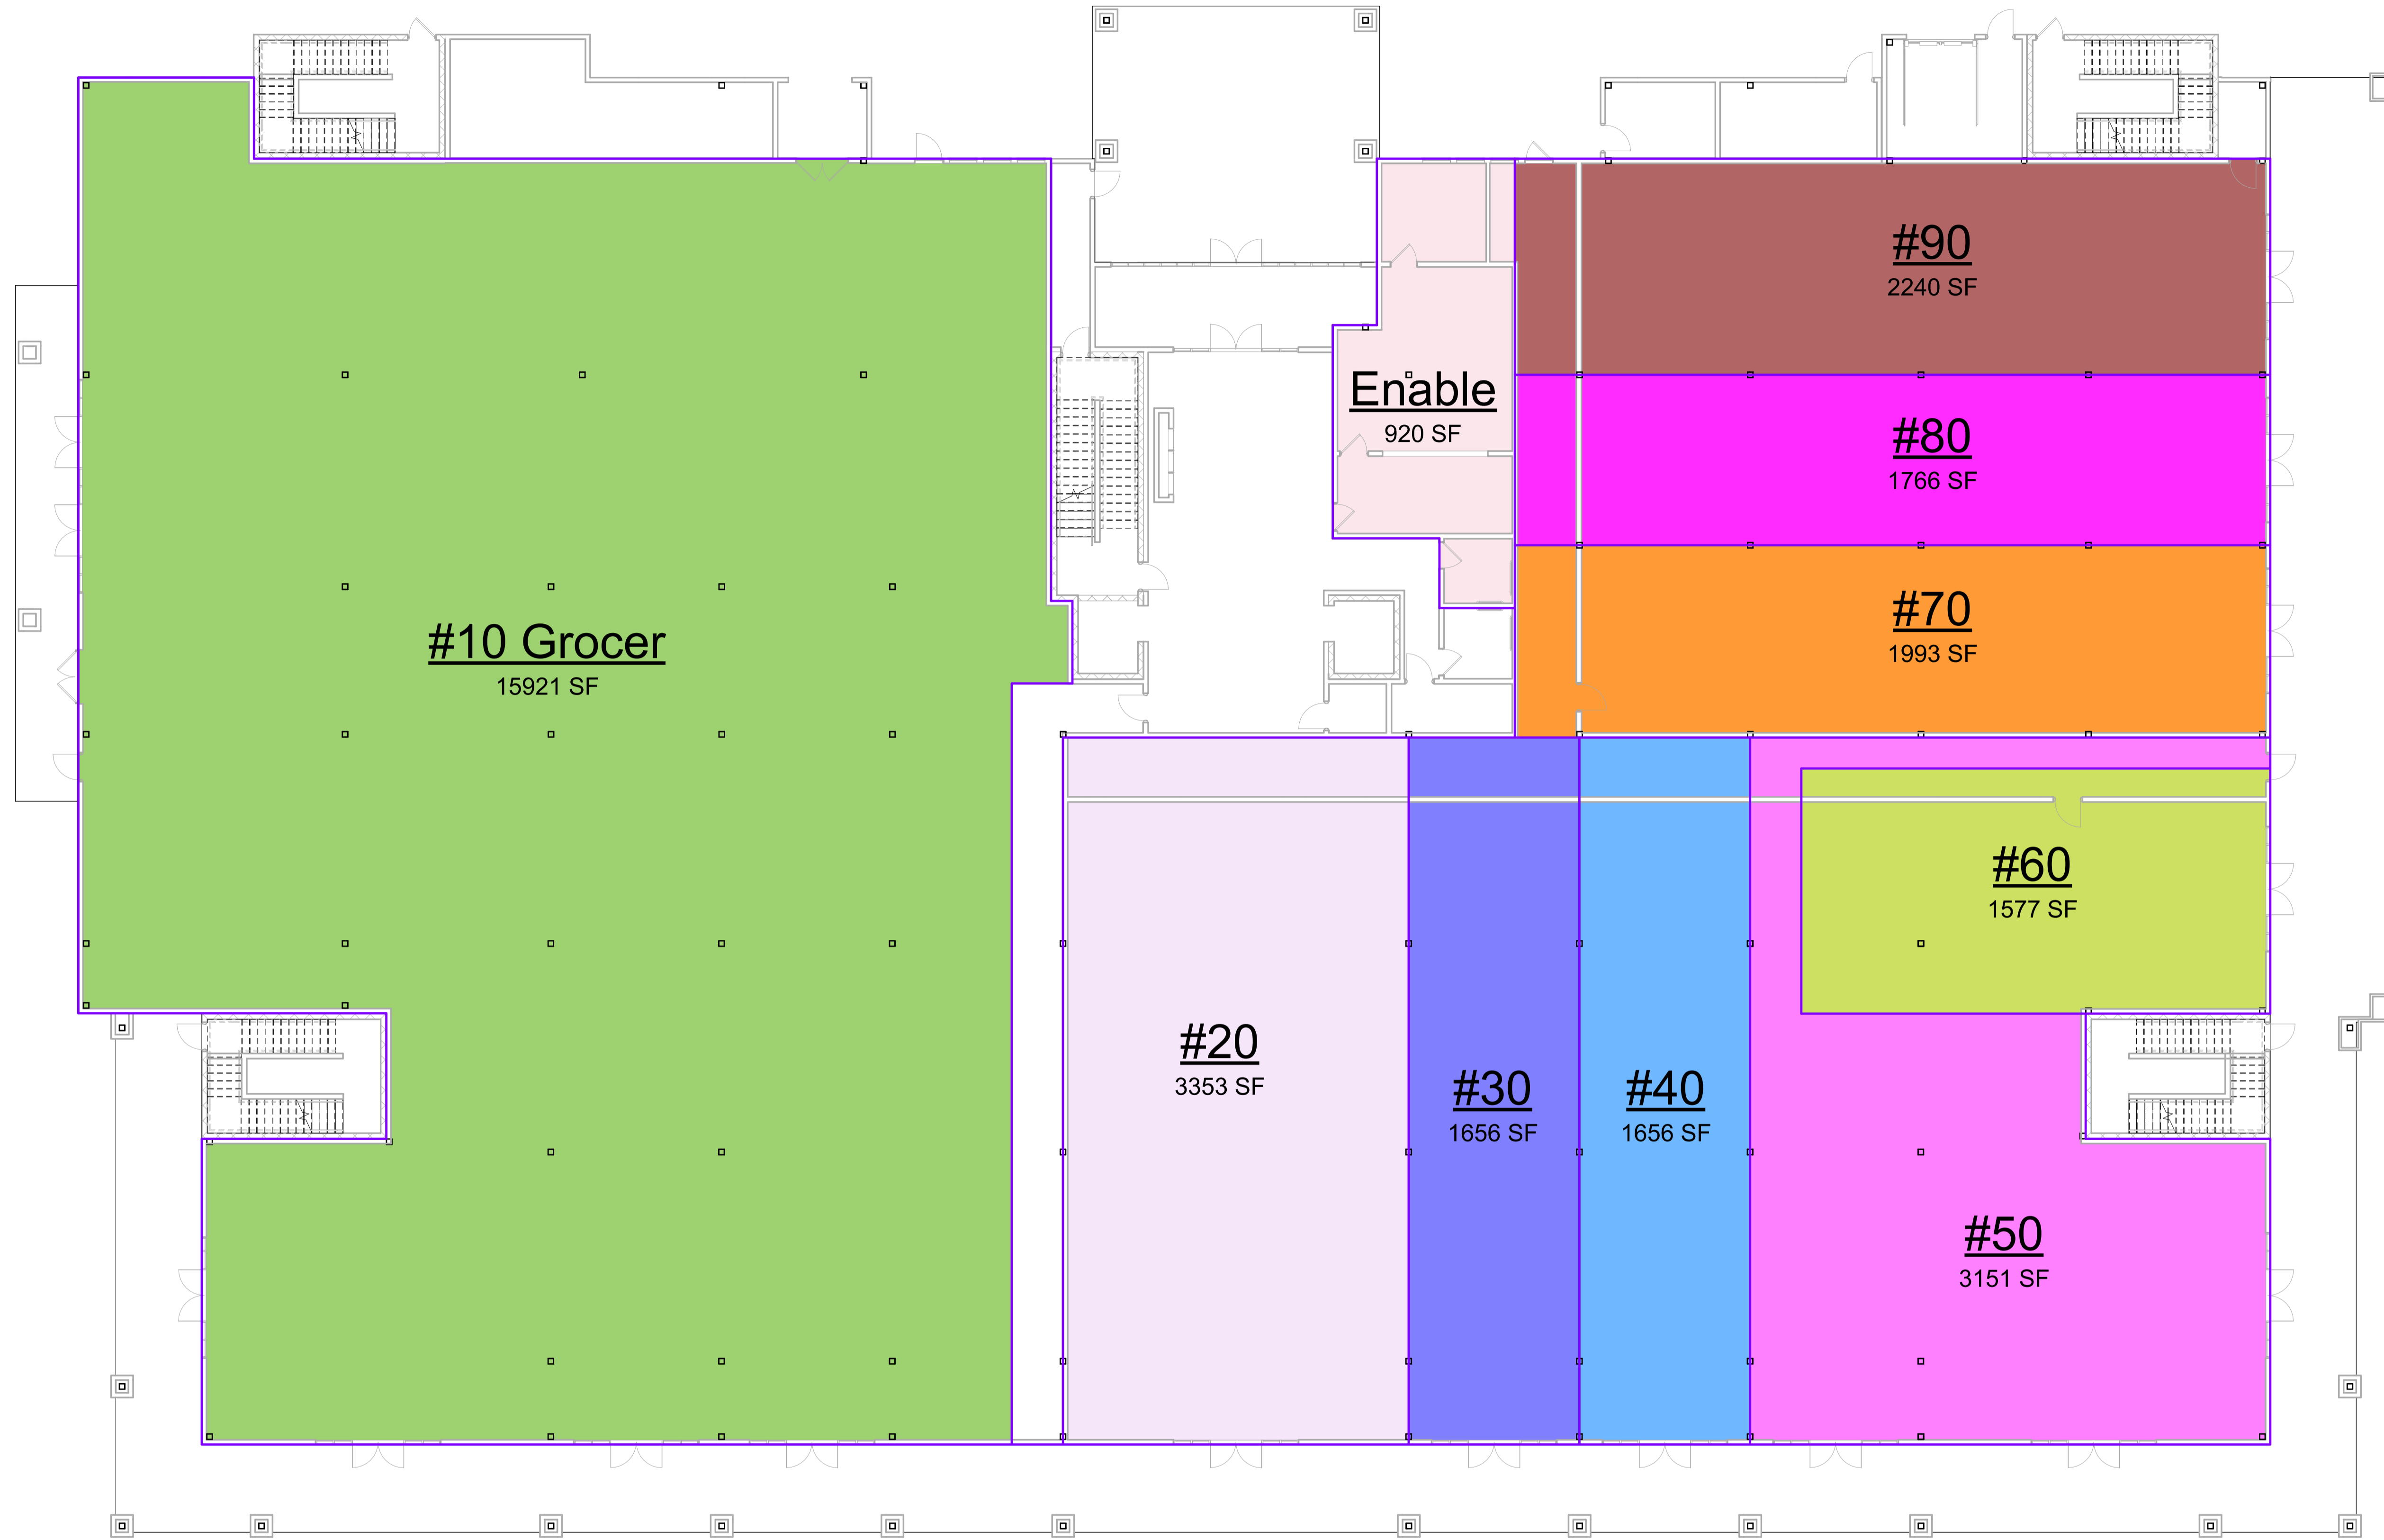 #90
2240 SF
Enable
920 SF
#80
1766 SF
#10 Grocer
15921 SF
#70
1993 SF
#60
1577 SF
#20
3353 SF
#30
1656 SF
#40
1656 SF
#50
3151 SF